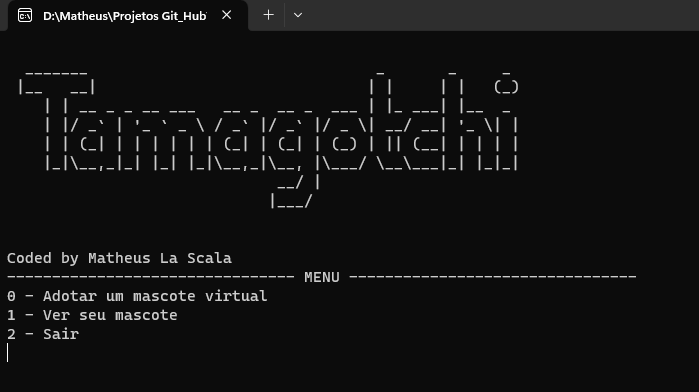 D:\Matheus\Projetos Git_Hub
Tamagotchi
Coded by Matheus La Scala
-------------------------------- MENU --------------------------------
0 - Adotar um mascote virtual
1 - Ver seu mascote
2 - Sair